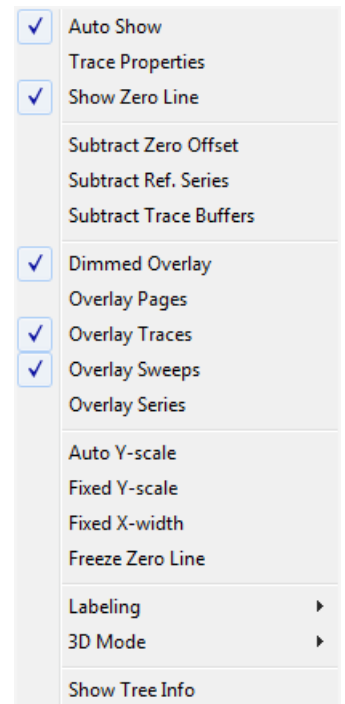 Auto Show
Trace Properties
Show Zero Line
Subtract Zero Offset
Subtract Ref. Series
Subtract Trace Buffers
Dimmed Overlay
Overlay Pages
Overlay Traces
Overlay Sweeps
Overlay Series
Auto Y-scale
Fixed Y-scale
Fixed X-width
Freeze Zero Line
Labeling
3D Mode
Show Tree Info